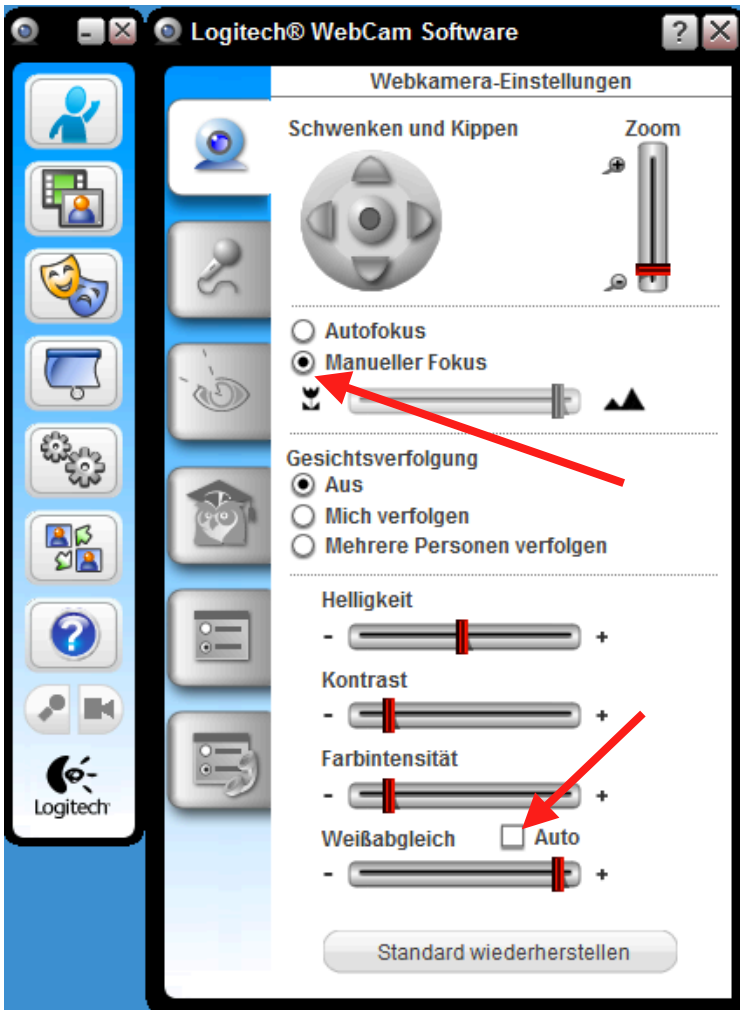 Logitech® WebCam Software
Webkamera-Einstellungen
Schwenken und Kippen
Zoom
Autofokus
Manueller Fokus
Gesichtsverfolgung
Aus
Mich verfolgen
Mehrere Personen verfolgen
Helligkeit
- +
Kontrast
- +
Farbintensität
- +
Weißabgleich Auto
- +
Standard wiederherstellen
Logitech